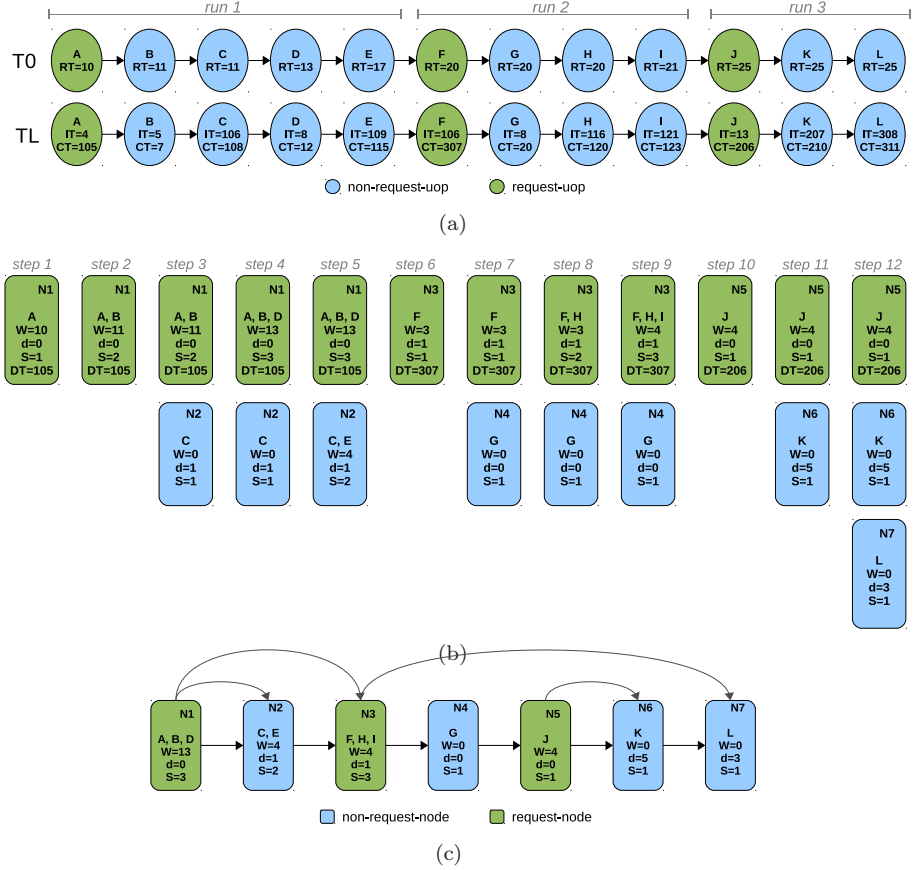 run 1
run 2
run 3
T0
A
RT=10
B
RT=11
C
RT=11
D
RT=13
E
RT=17
F
RT=20
G
RT=20
H
RT=20
I
RT=21
J
RT=25
K
RT=25
L
RT=25
TL
A
IT=4
CT=105
B
IT=5
CT=7
C
IT=106
CT=108
D
IT=8
CT=12
E
IT=109
CT=115
F
IT=106
CT=307
G
IT=8
CT=20
H
IT=116
CT=120
I
IT=121
CT=123
J
IT=13
CT=206
K
IT=207
CT=210
L
IT=308
CT=311
non-request-uop
request-uop
(a)
step 1
N1
A
W=10
d=0
S=1
DT=105
step 2
N1
A, B
W=11
d=0
S=2
DT=105
step 3
N1
A, B
W=11
d=0
S=2
DT=105
N2
C
W=0
d=1
S=1
step 4
N1
A, B, D
W=13
d=0
S=3
DT=105
N2
C
W=0
d=1
S=1
step 5
N1
A, B, D
W=13
d=0
S=3
DT=105
N2
C, E
W=4
d=1
S=2
step 6
N3
F
W=3
d=1
S=1
DT=307
step 7
N3
F
W=3
d=1
S=1
DT=307
N4
G
W=0
d=0
S=1
step 8
N3
F, H
W=3
d=1
S=2
DT=307
N4
G
W=0
d=0
S=1
step 9
N3
F, H, I
W=4
d=1
S=3
DT=307
N4
G
W=0
d=0
S=1
step 10
N5
J
W=4
d=0
S=1
DT=206
step 11
N5
J
W=4
d=0
S=1
DT=206
N6
K
W=0
d=5
S=1
step 12
N5
J
W=4
d=0
S=1
DT=206
N6
K
W=0
d=5
S=1
N7
L
W=0
d=3
S=1
(b)
N1
A, B, D
W=13
d=0
S=3
N2
C, E
W=4
d=1
S=2
N3
F, H, I
W=4
d=1
S=3
N4
G
W=0
d=0
S=1
N5
J
W=4
d=0
S=1
N6
K
W=0
d=5
S=1
N7
L
W=0
d=3
S=1
non-request-node
request-node
(c)